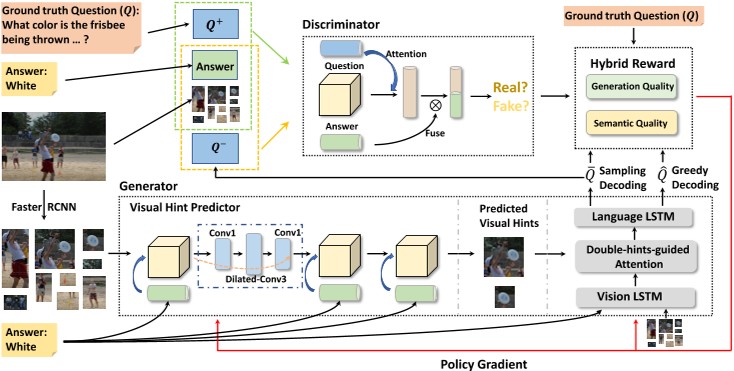 Ground truth Question (Q):
What color is the frisbee
being thrown ... ?
Answer:
White
Q⁺
Answer
Q⁻
Discriminator
Question
Attention
Answer
Fuse
Real?
Fake?
Ground truth Question (Q)
Hybrid Reward
Generation Quality
Semantic Quality
Q̄ Sampling
Decoding
Q̂ Greedy
Decoding
Faster RCNN
Generator
Visual Hint Predictor
Conv1
Conv1
Dilated-Conv3
Predicted
Visual Hints
Language LSTM
Double-hints-guided
Attention
Vision LSTM
Answer:
White
Policy Gradient